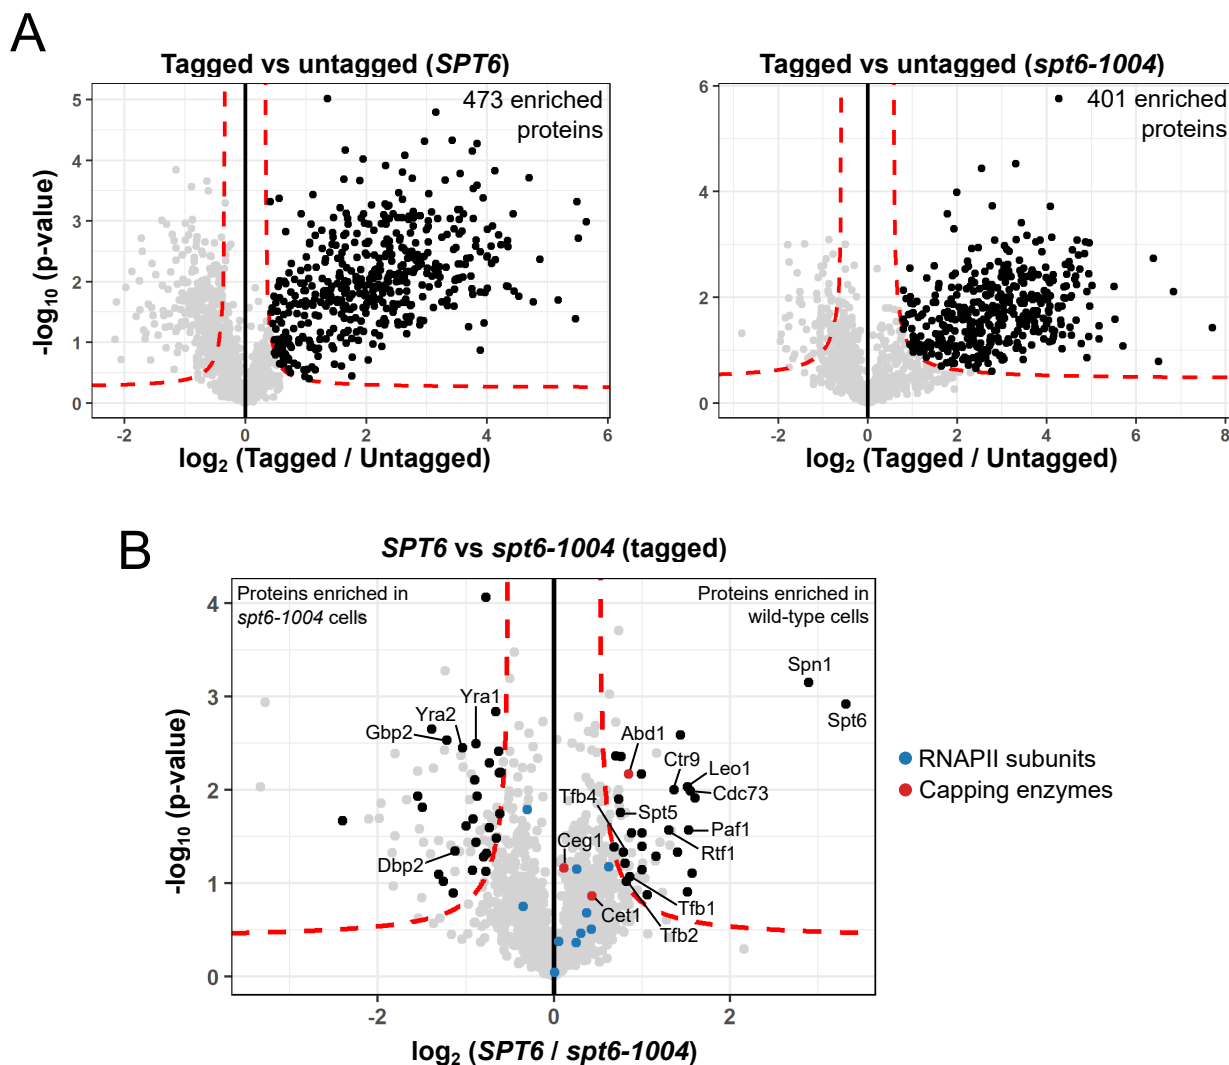 A
Tagged vs untagged (SPT6)
473 enriched
proteins
5
4
3
2
1
0
-2
0
2
4
6
-log10 (p-value)
log2 (Tagged / Untagged)
Tagged vs untagged (spt6-1004)
401 enriched
proteins
6
4
2
0
-2
0
2
4
6
8
log2 (Tagged / Untagged)
B
SPT6 vs spt6-1004 (tagged)
Proteins enriched in
spt6-1004 cells
Proteins enriched in
wild-type cells
4
3
2
1
0
-2
0
2
-log10 (p-value)
log2 (SPT6 / spt6-1004)
Spn1
Spt6
Yra1
Yra2
Gbp2
Abd1
Ctr9
Leo1
Cdc73
Tfb4
Spt5
Paf1
Ceg1
Rtf1
Dbp2
Tfb1
Cet1
Tfb2
RNAPII subunits
Capping enzymes